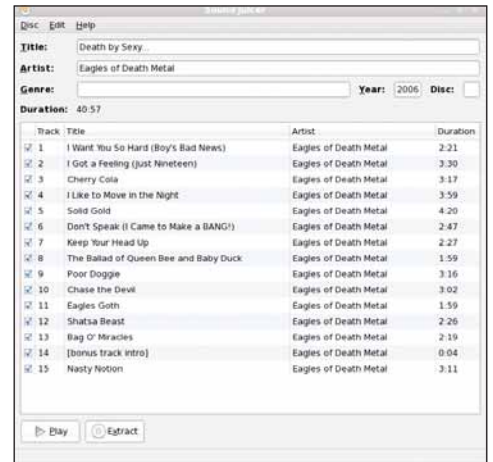 Sound Juicer
Disc Edit Help
Title: Death by Sexy...
Artist: Eagles of Death Metal
Genre: Year: 2006 Disc:
Duration: 40:57
Track Title Artist Duration
1 I Want You So Hard (Boy's Bad News) Eagles of Death Metal 2:21
2 I Got a Feeling (Just Nineteen) Eagles of Death Metal 3:30
3 Cherry Cola Eagles of Death Metal 3:17
4 I Like to Move in the Night Eagles of Death Metal 3:59
5 Solid Gold Eagles of Death Metal 4:20
6 Don't Speak (I Came to Make a BANG!) Eagles of Death Metal 2:47
7 Keep Your Head Up Eagles of Death Metal 2:27
8 The Ballad of Queen Bee and Baby Duck Eagles of Death Metal 1:59
9 Poor Doggie Eagles of Death Metal 3:16
10 Chase the Devil Eagles of Death Metal 3:02
11 Eagles Goth Eagles of Death Metal 1:59
12 Shatsa Beast Eagles of Death Metal 2:26
13 Bag O' Miracles Eagles of Death Metal 2:19
14 [bonus track intro] Eagles of Death Metal 0:04
15 Nasty Notion Eagles of Death Metal 3:11
Play Extract